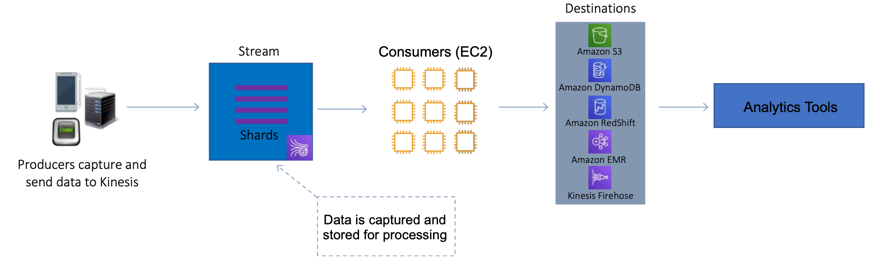 Producers capture and
send data to Kinesis
Stream
Shards
Data is captured and
stored for processing
Consumers (EC2)
Destinations
Amazon S3
Amazon DynamoDB
Amazon RedShift
Amazon EMR
Kinesis Firehose
Analytics Tools